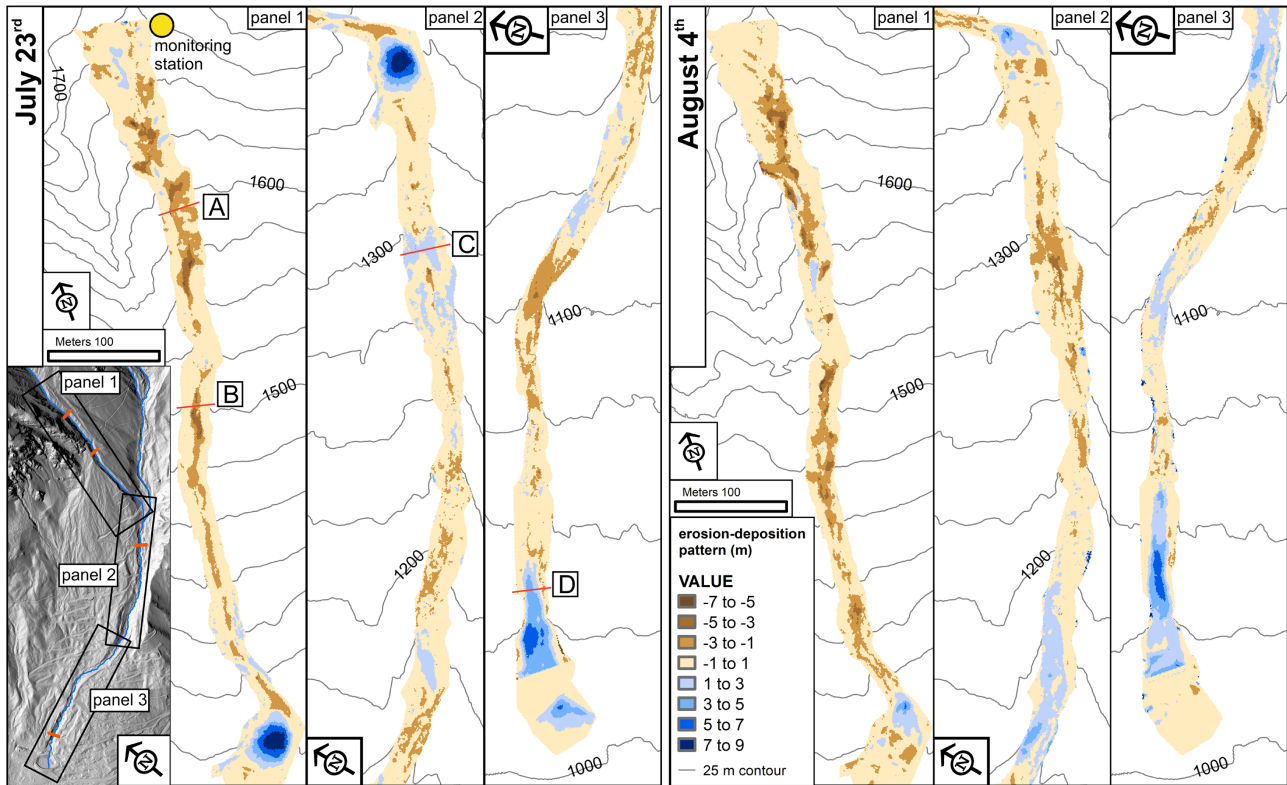 July 23rd
panel 1
monitoring
station
1700
1600
A
N
Meters 100
1500
B
panel 1
panel 2
panel 3
N
panel 2
1300
C
1200
N
panel 3
N
1100
D
1000
August 4th
panel 1
1600
1500
N
Meters 100
erosion-deposition
pattern (m)
VALUE
-7 to -5
-5 to -3
-3 to -1
-1 to 1
1 to 3
3 to 5
5 to 7
7 to 9
25 m contour
panel 2
1300
1200
N
panel 3
N
1100
1000